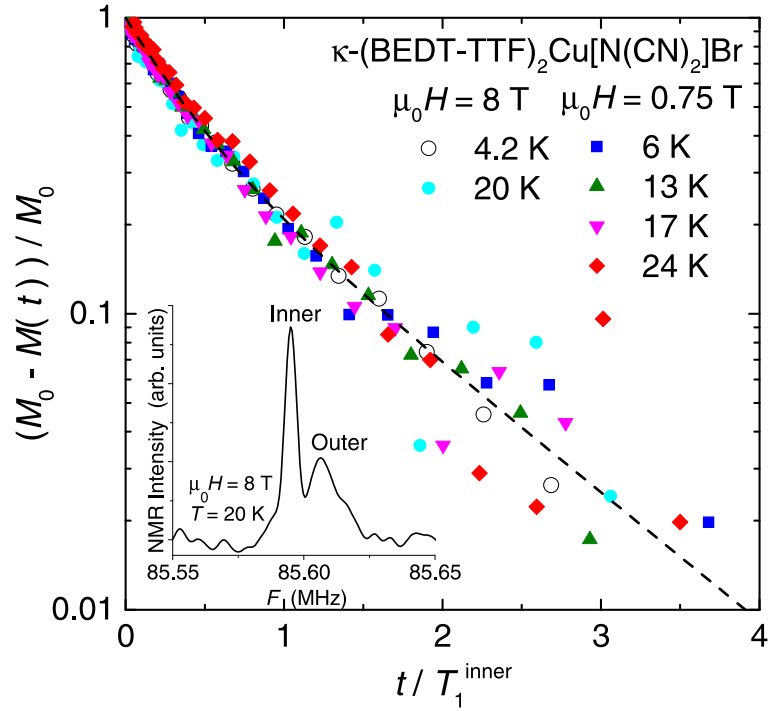 κ-(BEDT-TTF)₂Cu[N(CN)₂]Br
μ₀H = 8 T
μ₀H = 0.75 T
4.2 K
20 K
6 K
13 K
17 K
24 K
(M₀ - M(t)) / M₀
1
0.1
0.01
0
1
2
3
4
t / T₁ⁱⁿⁿᵉʳ
Inner
Outer
μ₀H = 8 T
T = 20 K
NMR Intensity (arb. units)
85.55
85.60
85.65
F (MHz)